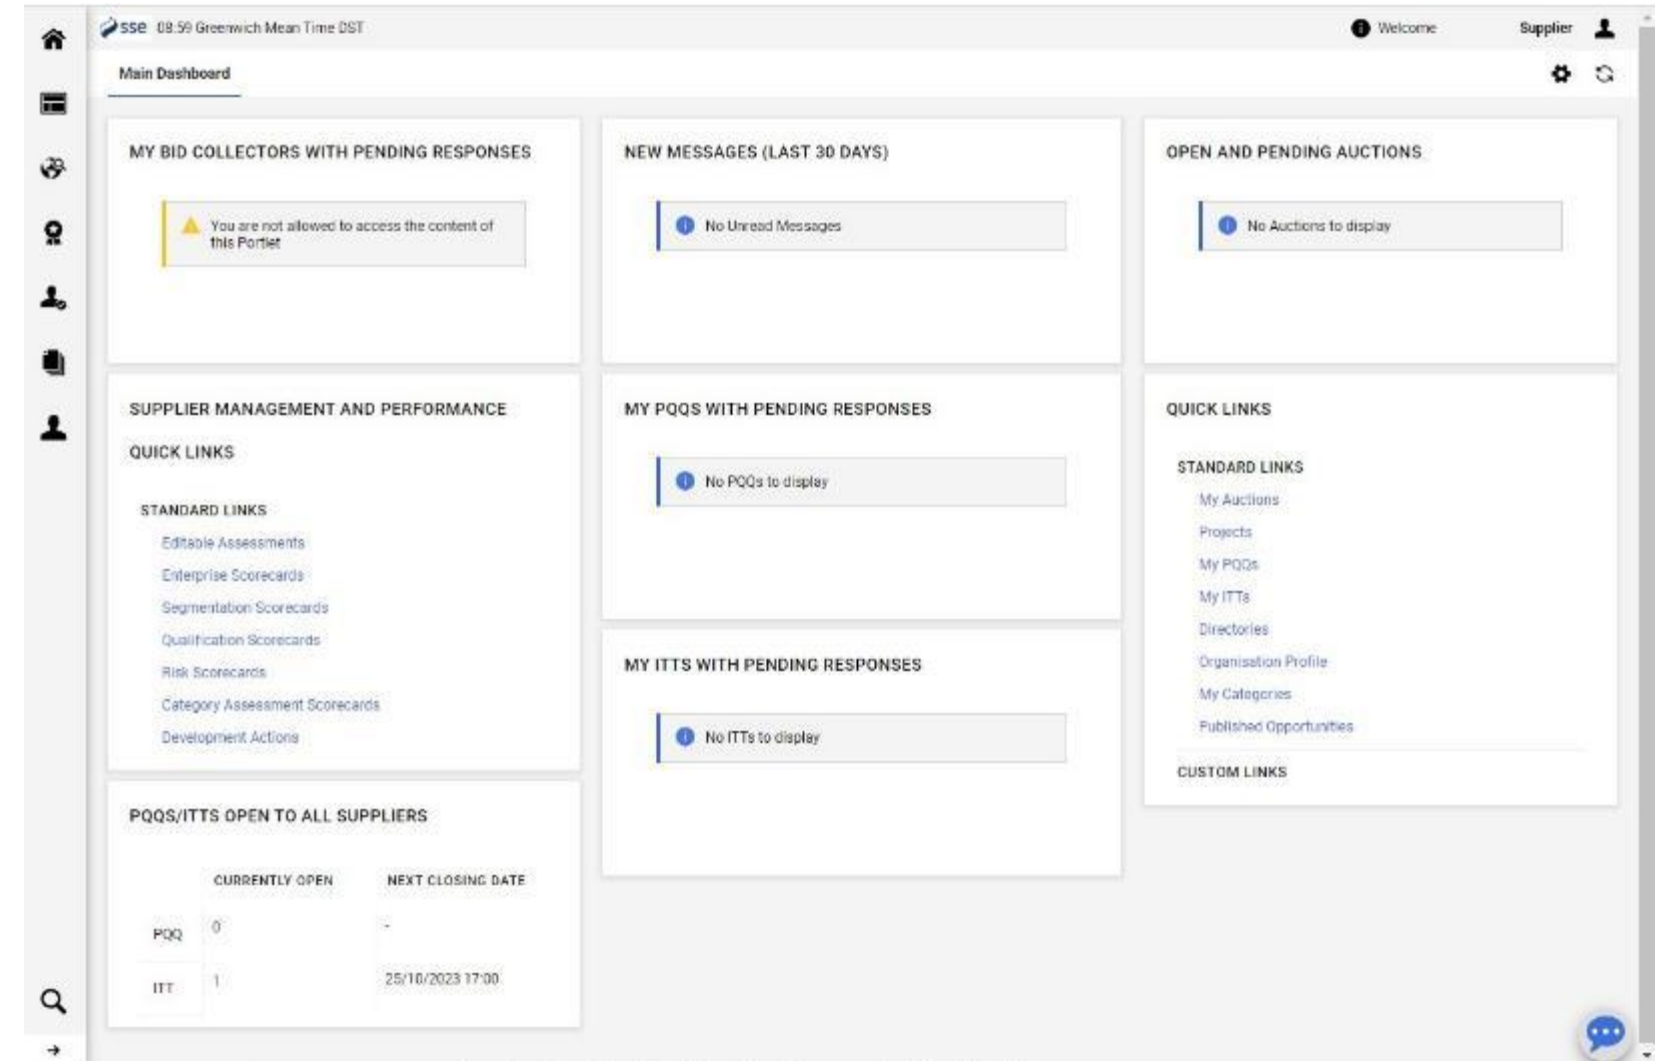 sse 08:59 Greenwich Mean Time DST
Welcome
Supplier
Main Dashboard
MY BID COLLECTORS WITH PENDING RESPONSES
You are not allowed to access the content of
this Portlet
NEW MESSAGES (LAST 30 DAYS)
No Unread Messages
OPEN AND PENDING AUCTIONS
No Auctions to display
SUPPLIER MANAGEMENT AND PERFORMANCE
QUICK LINKS
STANDARD LINKS
Editable Assessments
Enterprise Scorecards
Segmentation Scorecards
Qualification Scorecards
Risk Scorecards
Category Assessment Scorecards
Development Actions
MY PQQS WITH PENDING RESPONSES
No PQQs to display
MY ITTS WITH PENDING RESPONSES
No ITTs to display
QUICK LINKS
STANDARD LINKS
My Auctions
Projects
My PQQs
My ITTs
Directories
Organisation Profile
My Categories
Published Opportunities
CUSTOM LINKS
PQQS/ITTS OPEN TO ALL SUPPLIERS
CURRENTLY OPEN NEXT CLOSING DATE
PQQ 0 -
ITT 1 25/10/2023 17:00